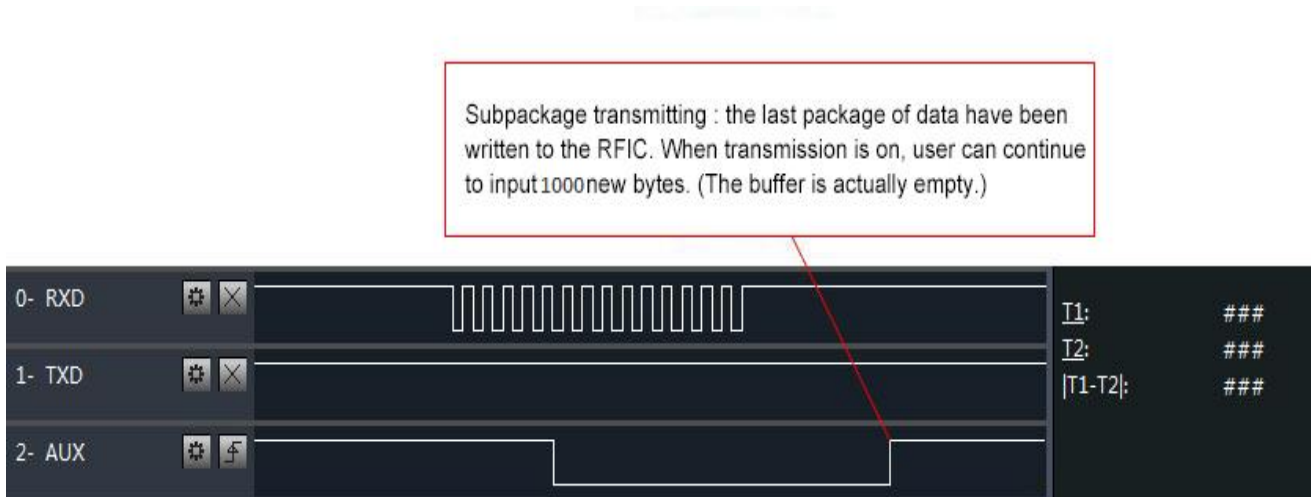 Subpackage transmitting : the last package of data have been
written to the RFIC. When transmission is on, user can continue
to input 1000 new bytes. (The buffer is actually empty.)
0- RXD
1- TXD
2- AUX
T1: ###
T2: ###
|T1-T2|: ###